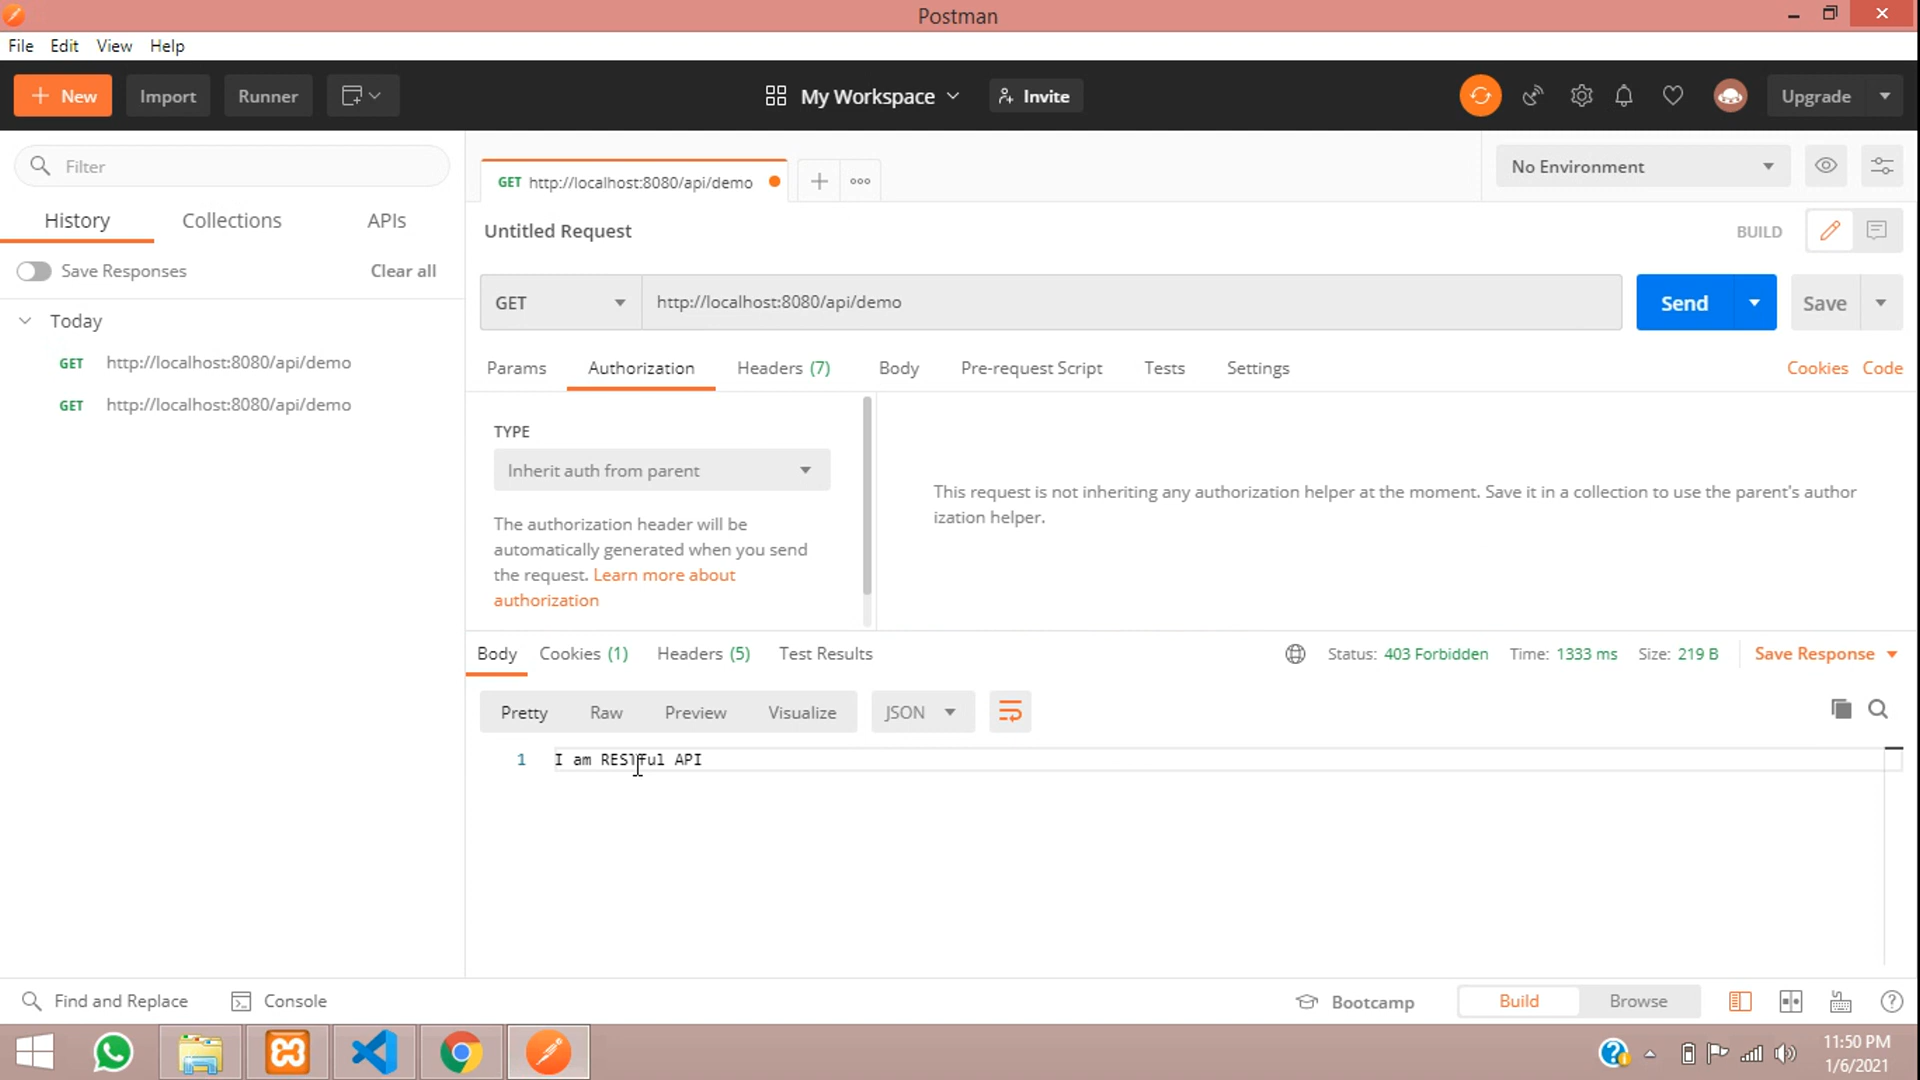 Postman
File Edit View Help
New Import Runner My Workspace Invite Upgrade
Filter
History Collections APIs
Save Responses Clear all
Today
GET http://localhost:8080/api/demo
GET http://localhost:8080/api/demo
GET http://localhost:8080/api/demo
No Environment
Untitled Request
BUILD
GET http://localhost:8080/api/demo Send Save
Params Authorization Headers (7) Body Pre-request Script Tests Settings Cookies Code
TYPE
Inherit auth from parent
The authorization header will be
automatically generated when you send
the request. Learn more about
authorization
This request is not inheriting any authorization helper at the moment. Save it in a collection to use the parent's author
ization helper.
Body Cookies (1) Headers (5) Test Results Status: 403 Forbidden Time: 1333 ms Size: 219 B Save Response
Pretty Raw Preview Visualize JSON
1 I am RESTful API
Find and Replace Console Bootcamp Build Browse
11:50 PM
1/6/2021